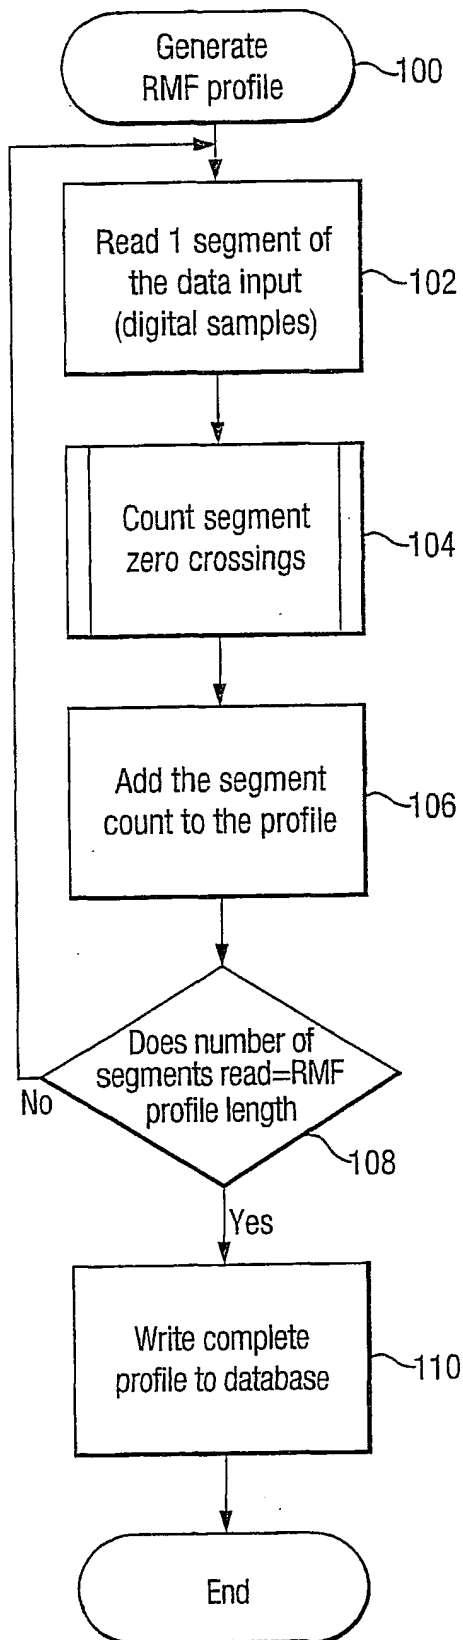 Generate
RMF profile
100
Read 1 segment of
the data input
(digital samples)
102
Count segment
zero crossings
104
Add the segment
count to the profile
106
Does number of
segments read=RMF
profile length
No
108
Yes
Write complete
profile to database
110
End